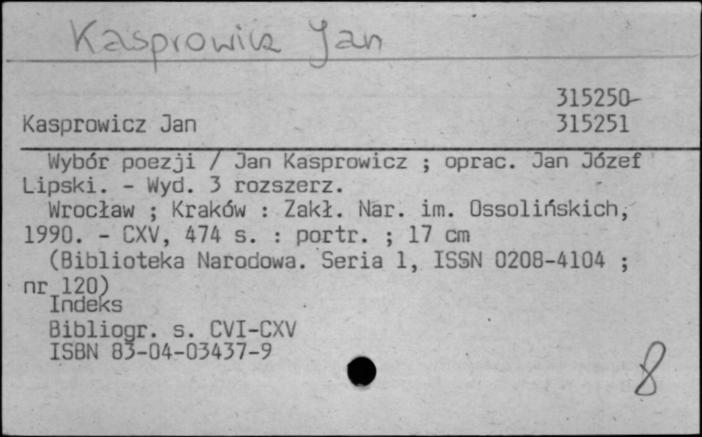 Kasprowicz Jan
315250-
Kasprowicz Jan 315251
Wybór poezji / Jan Kasprowicz ; oprac. Jan Józef
Lipski. - Wyd. 3 rozszerz.
Wrocław ; Kraków : Zakł. Nar. im. Ossolińskich,
1990. - CXV, 474 s. : portr. ; 17 cm
(Biblioteka Narodowa. Seria 1, ISSN 0208-4104 ;
nr 120)
Indeks
Bibliogr. s. CVI-CXV
ISBN 83-04-03437-9
8